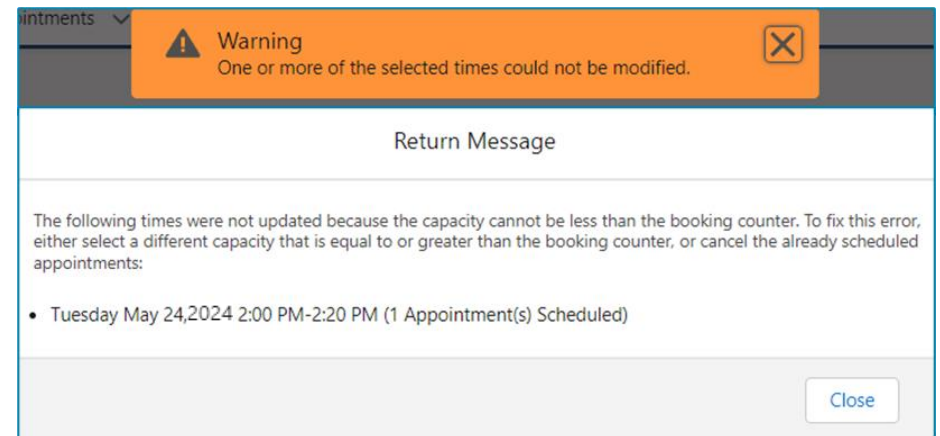 intments
Warning
One or more of the selected times could not be modified.
Return Message
The following times were not updated because the capacity cannot be less than the booking counter. To fix this error,
either select a different capacity that is equal to or greater than the booking counter, or cancel the already scheduled
appointments:
• Tuesday May 24,2024 2:00 PM-2:20 PM (1 Appointment(s) Scheduled)
Close